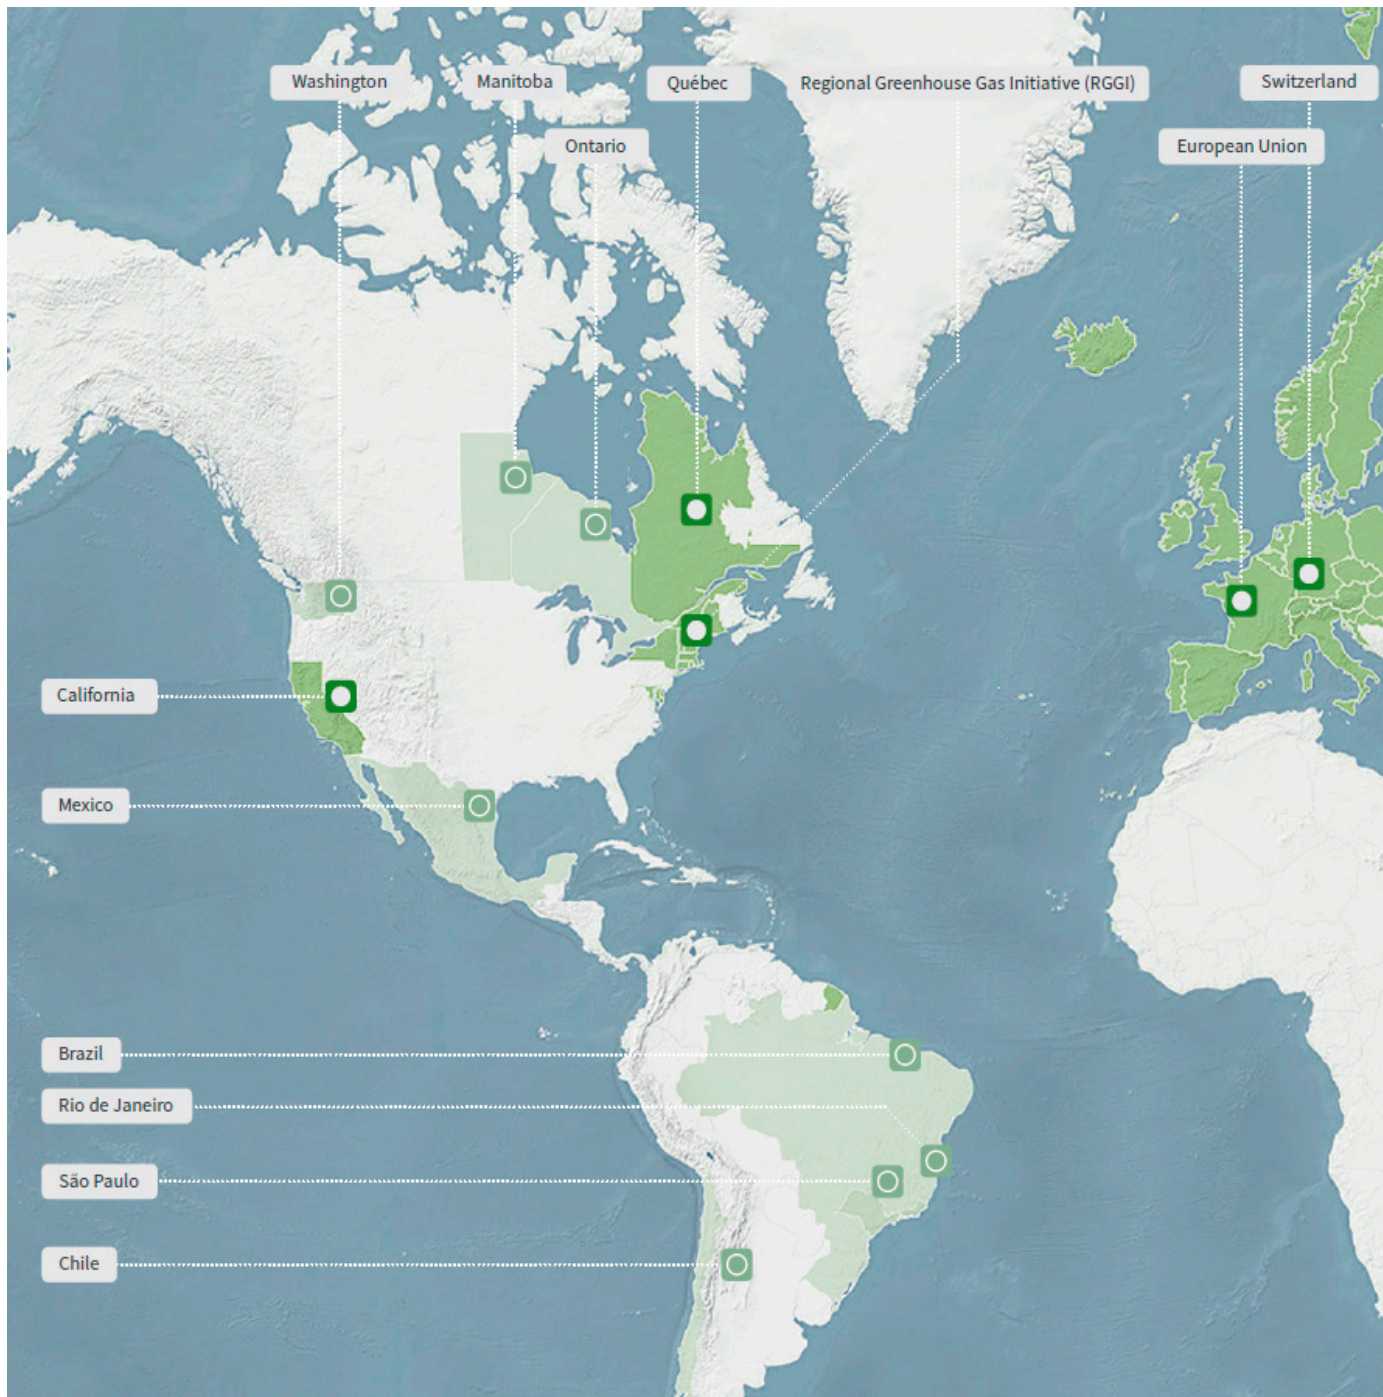 Washington
Manitoba
Québec
Regional Greenhouse Gas Initiative (RGGI)
Switzerland
Ontario
European Union
California
Mexico
Brazil
Rio de Janeiro
São Paulo
Chile